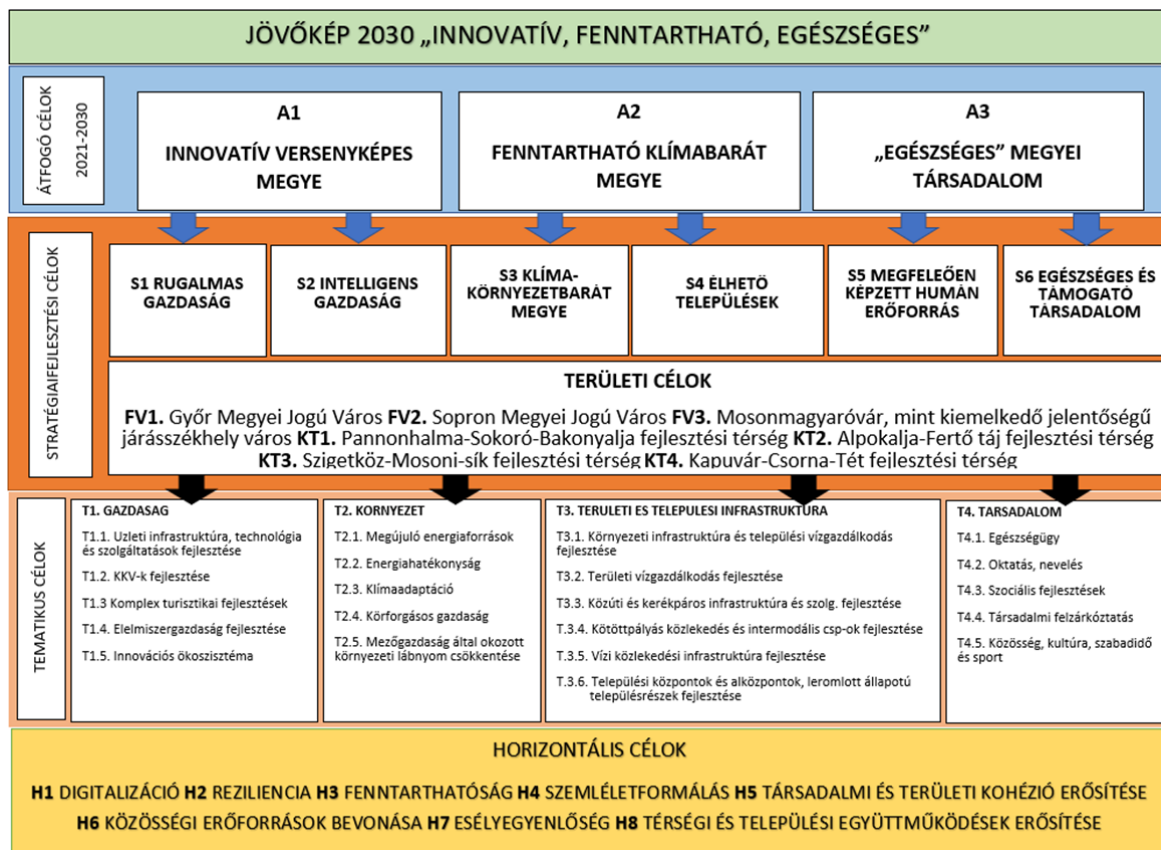 JÖVŐKÉP 2030 „INNOVATÍV, FENNTARTHATÓ, EGÉSZSÉGES”
ÁTFOGÓ CÉLOK
2021-2030
A1
INNOVATÍV VERSENYKÉPES
MEGYE
A2
FENNTARTHATÓ KLÍMABARÁT
MEGYE
A3
„EGÉSZSÉGES” MEGYEI
TÁRSADALOM
STRATÉGIAIFEJLESZTÉSI CÉLOK
S1 RUGALMAS
GAZDASÁG
S2 INTELLIGENS
GAZDASÁG
S3 KLÍMA-
KÖRNYEZETBARÁT
MEGYE
S4 ÉLHETŐ
TELEPÜLÉSEK
S5 MEGFELEŐEN
KÉPZETT HUMÁN
ERŐFORRÁS
S6 EGÉSZSÉGES ÉS
TÁMOGATÓ
TÁRSADALOM
TERÜLETI CÉLOK
FV1. Győr Megyei Jogú Város FV2. Sopron Megyei Jogú Város FV3. Mosonmagyaróvár, mint kiemelkedő jelentőségű
járásszékhely város KT1. Pannonhalma-Sokoró-Bakonyalja fejlesztési térség KT2. Alpokalja-Fertő táj fejlesztési térség
KT3. Szigetköz-Mosoni-sík fejlesztési térség KT4. Kapuvár-Csorna-Tét fejlesztési térség
TEMATIKUS CÉLOK
T1. GAZDASAG
T1.1. Uzleti infrastruktúra, technológia
és szolgáltatások fejlesztése
T1.2. KKV-k fejlesztése
T1.3 Komplex turisztikai fejlesztések
T1.4. Elelmiszergazdaság fejlesztése
T1.5. Innovációs ökoszisztéma
T2. KORNYEZET
T2.1. Megújuló energiaforrások
T2.2. Energiahatékonyság
T2.3. Klímaadaptáció
T2.4. Körforgásos gazdaság
T2.5. Mezőgazdaság által okozott
környezeti lábnyom csökkentése
T3. TERULETI ES TELEPULESI INFRASTRUKTÚRA
T3.1. Környezeti infrastruktúra és települési vízgazdálkodás
fejlesztése
T3.2. Területi vízgazdálkodás fejlesztése
T3.3. Közúti és kerékpáros infrastruktúra és szolg. fejlesztése
T.3.4. Kötöttpályás közlekedés és intermodális csp-ok fejlesztése
T.3.5. Vízi közlekedési infrastruktúra fejlesztése
T.3.6. Települési központok és alközpontok, leromlott állapotú
településrészek fejlesztése
T4. TARSADALOM
T4.1. Egészségügy
T4.2. Oktatás, nevelés
T4.3. Szociális fejlesztések
T4.4. Társadalmi felzárkóztatás
T4.5. Közösség, kultúra, szabadidő
és sport
HORIZONTÁLIS CÉLOK
H1 DIGITALIZÁCIÓ H2 REZILIENCIA H3 FENNTARTHATÓSÁG H4 SZEMLÉLETFORMÁLÁS H5 TÁRSADALMI ÉS TERÜLETI KOHÉZIÓ ERŐSÍTÉSE
H6 KÖZÖSSÉGI ERŐFORRÁSOK BEVONÁSA H7 ESÉLYEGYENLŐSÉG H8 TÉRSÉGI ÉS TELEPÜLÉSI EGYÜTTMŰKÖDÉSEK ERŐSÍTÉSE